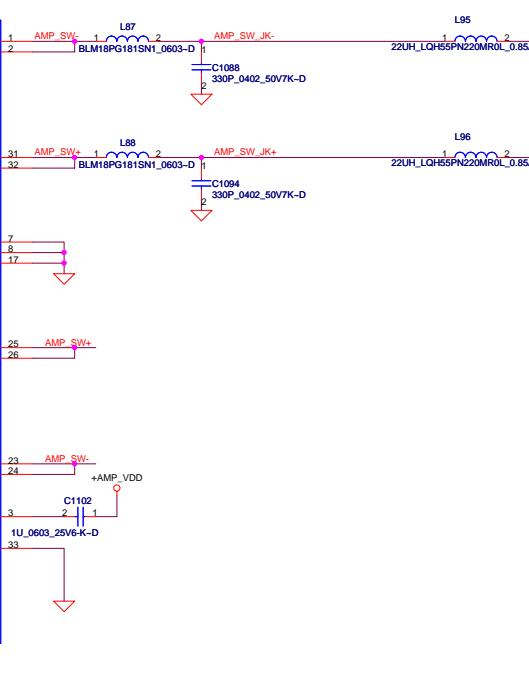 L87
L95
1 AMP_SW- 1 2 AMP_SW_JK- 1 2
2 BLM18PG181SN1_0603~D 1 22UH_LQH55PN220MR0L_0.85
C1088
330P_0402_50V7K~D
2
L88
L96
31 AMP_SW+ 1 2 AMP_SW_JK+ 1 2
32 BLM18PG181SN1_0603~D 1 22UH_LQH55PN220MR0L_0.85
C1094
330P_0402_50V7K~D
2
7
8
17
25 AMP_SW+
26
23 AMP_SW-
24
+AMP_VDD
C1102
3 2 1
1U_0603_25V6-K~D
33